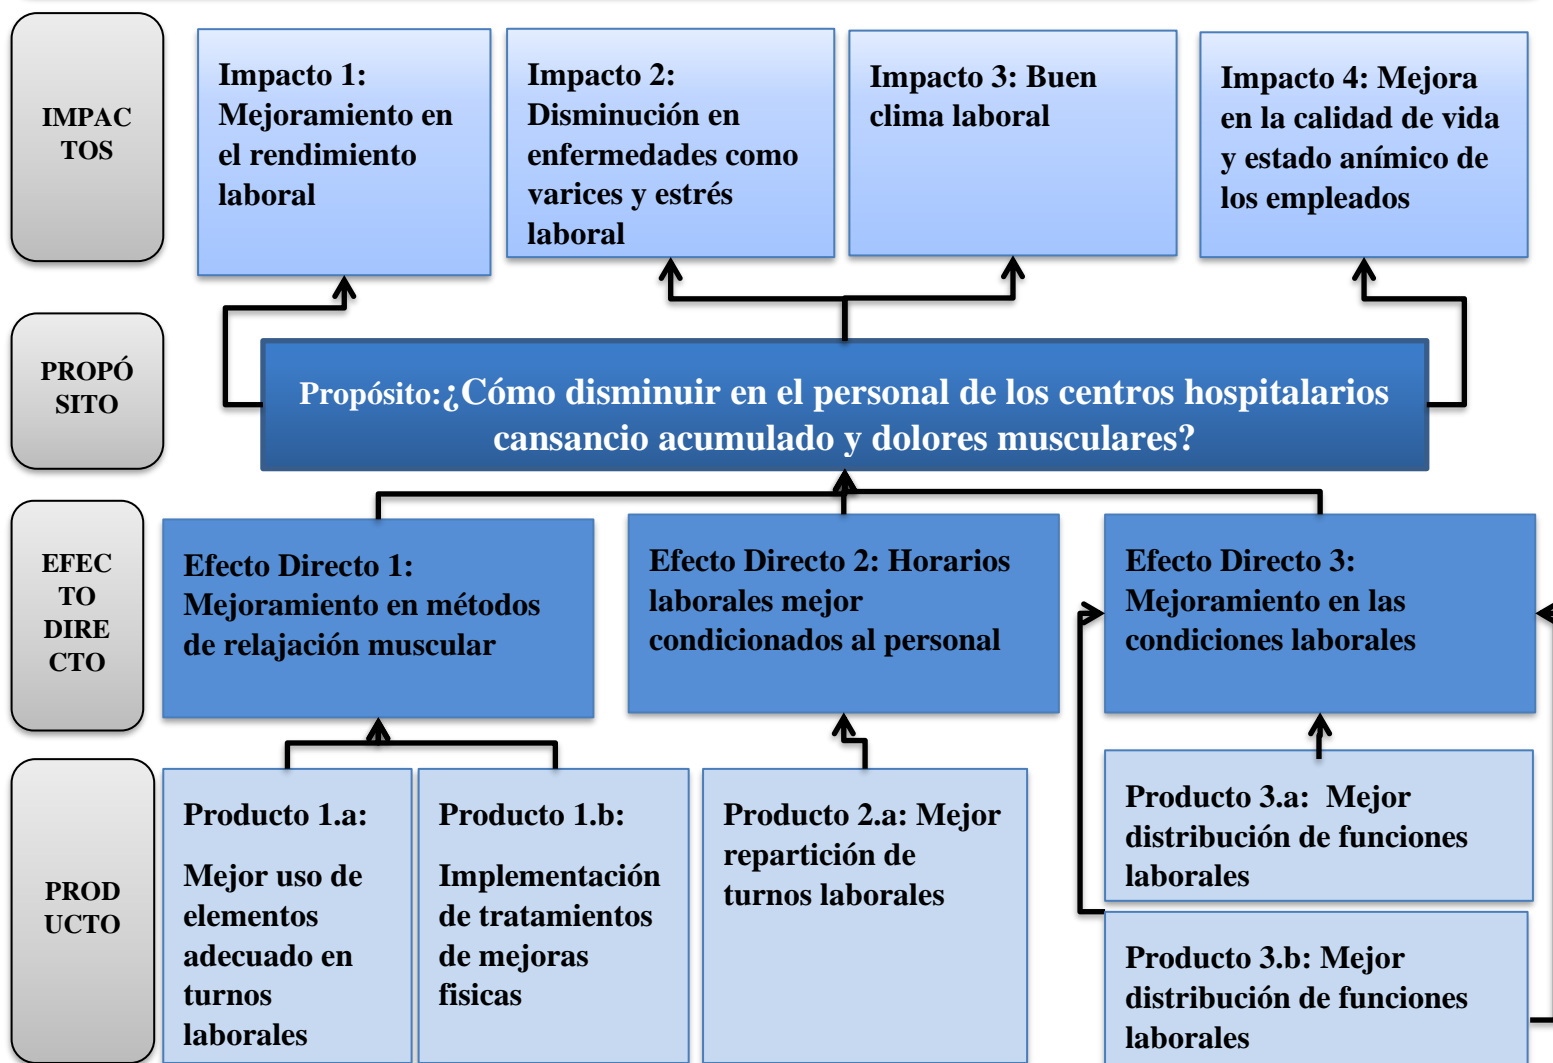 IMPAC
TOS
Impacto 1:
Mejoramiento en
el rendimiento
laboral
Impacto 2:
Disminución en
enfermedades como
varices y estrés
laboral
Impacto 3: Buen
clima laboral
Impacto 4: Mejora
en la calidad de vida
y estado anímico de
los empleados
PROPÓ
SITO
Propósito:¿Cómo disminuir en el personal de los centros hospitalarios
cansancio acumulado y dolores musculares?
EFEC
TO
DIRE
CTO
Efecto Directo 1:
Mejoramiento en métodos
de relajación muscular
Efecto Directo 2: Horarios
laborales mejor
condicionados al personal
Efecto Directo 3:
Mejoramiento en las
condiciones laborales
PROD
UCTO
Producto 1.a:
Mejor uso de
elementos
adecuado en
turnos
laborales
Producto 1.b:
Implementación
de tratamientos
de mejoras
fisicas
Producto 2.a: Mejor
repartición de
turnos laborales
Producto 3.a: Mejor
distribución de funciones
laborales
Producto 3.b: Mejor
distribución de funciones
laborales